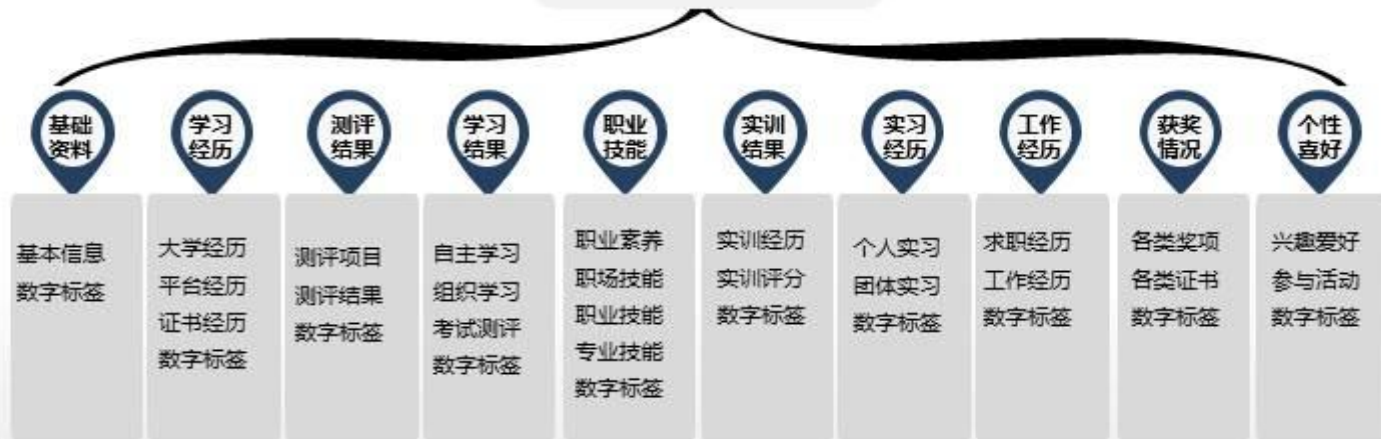 基础
资料
学习
经历
测评
结果
学习
结果
职业
技能
实训
结果
实习
经历
工作
经历
获奖
情况
个性
喜好
基本信息
数字标签
大学经历
平台经历
证书经历
数字标签
测评项目
测评结果
数字标签
自主学习
组织学习
考试测评
数字标签
职业素养
职场技能
职业技能
专业技能
数字标签
实训经历
实训评分
数字标签
个人实习
团体实习
数字标签
求职经历
工作经历
数字标签
各类奖项
各类证书
数字标签
兴趣爱好
参与活动
数字标签